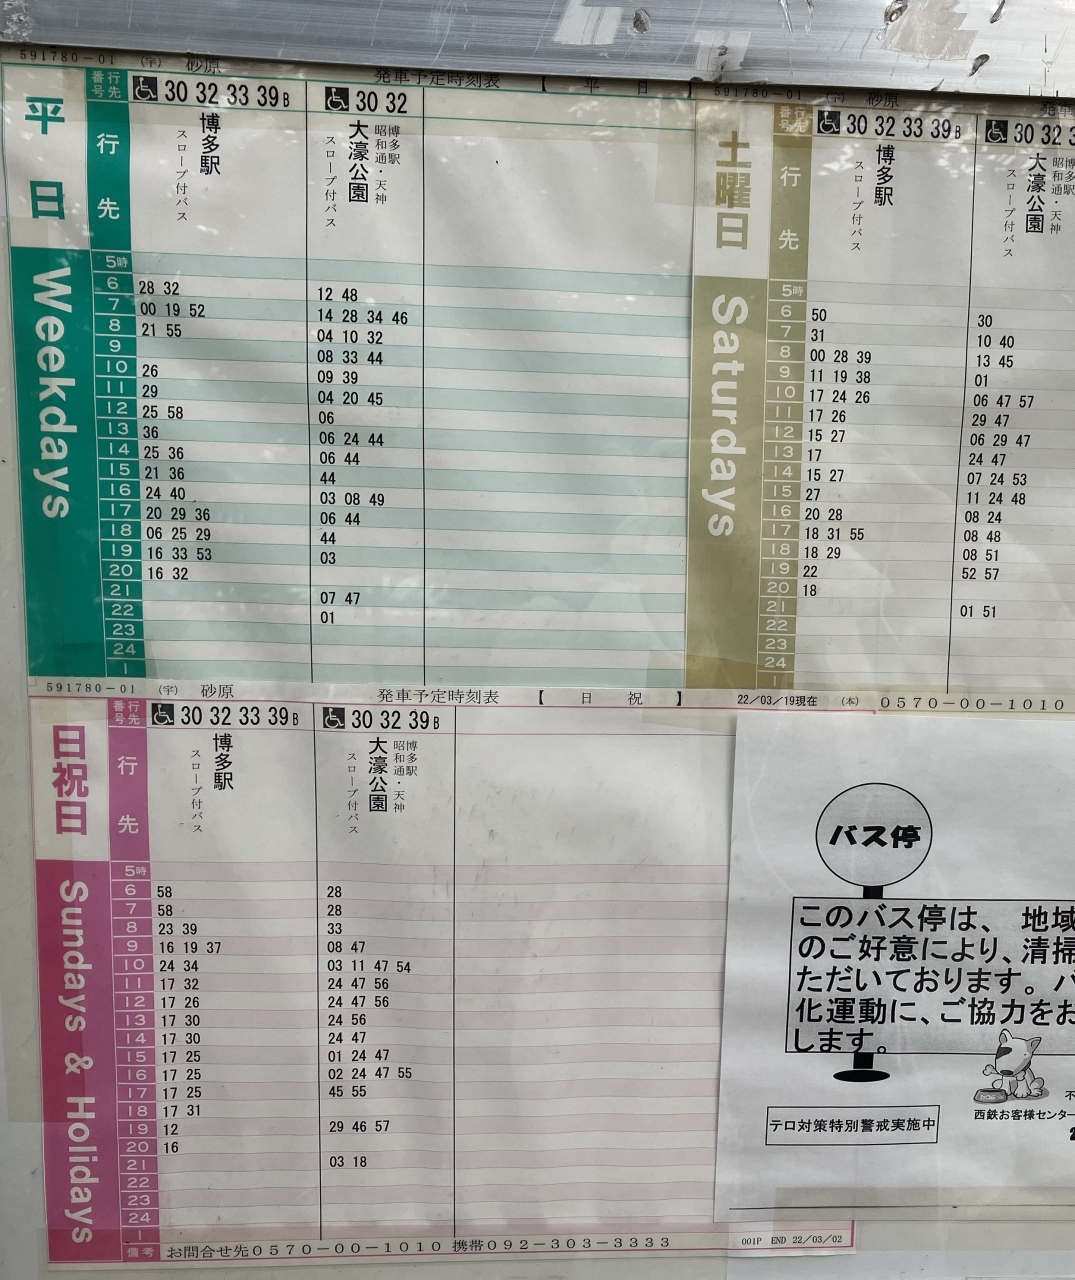 591780-01 (宇) 砂原 発車予定時刻表 【 平 日 】
平日 Weekdays
行先番号 30 32 33 39B 30 32
行先 博多駅 スロープ付バス 博多駅 昭和通・天神 大濠公園 スロープ付バス
5時
6 28 32 12 48
7 00 19 52 14 28 34 46
8 21 55 04 10 32
9 08 33 44
10 26 09 39
11 29 04 20 45
12 25 58 06
13 36 06 24 44
14 25 36 06 44
15 21 36 44
16 24 40 03 08 49
17 20 29 36 06 44
18 06 25 29 44
19 16 33 53 03
20 16 32
21 07 47
22 01
23
24
1
591780-01 (宇) 砂原 発車
土曜日 Saturdays
行先番号 30 32 33 39B 30 32 3
行先 博多駅 スロープ付バス 博多駅 昭和通・天神 大濠公園 スロープ付バス
5時
6 50 30
7 31 10 40
8 00 28 39 13 45
9 11 19 38 01
10 17 24 26 06 47 57
11 17 26 29 47
12 15 27 06 29 47
13 17 24 47
14 15 27 07 24 53
15 27 11 24 48
16 20 28 08 24
17 18 31 55 08 48
18 18 29 08 51
19 22 52 57
20 18
21 01 51
22
23
24
1
22/03/19現在 (本) 0570-00-1010
591780-01 (宇) 砂原 発車予定時刻表 【 日 祝 】
日祝日 Sundays & Holidays
行先番号 30 32 33 39B 30 32 39B
行先 博多駅 スロープ付バス 博多駅 昭和通・天神 大濠公園 スロープ付バス
5時
6 58 28
7 58 28
8 23 39 33
9 16 19 37 08 47
10 24 34 03 11 47 54
11 17 32 24 47 56
12 17 26 24 47 56
13 17 30 24 56
14 17 30 24 47
15 17 25 01 24 47
16 17 25 02 24 47 55
17 17 25 45 55
18 17 31
19 12 29 46 57
20 16
21 03 18
22
23
24
1
備考 お問合せ先0570-00-1010 携帯092-303-3333
001P END 22/03/02
バス停
このバス停は、 地域
のご好意により、清掃
ただいております。バ
化運動に、ご協力をお
します。
テロ対策特別警戒実施中
西鉄お客様センター